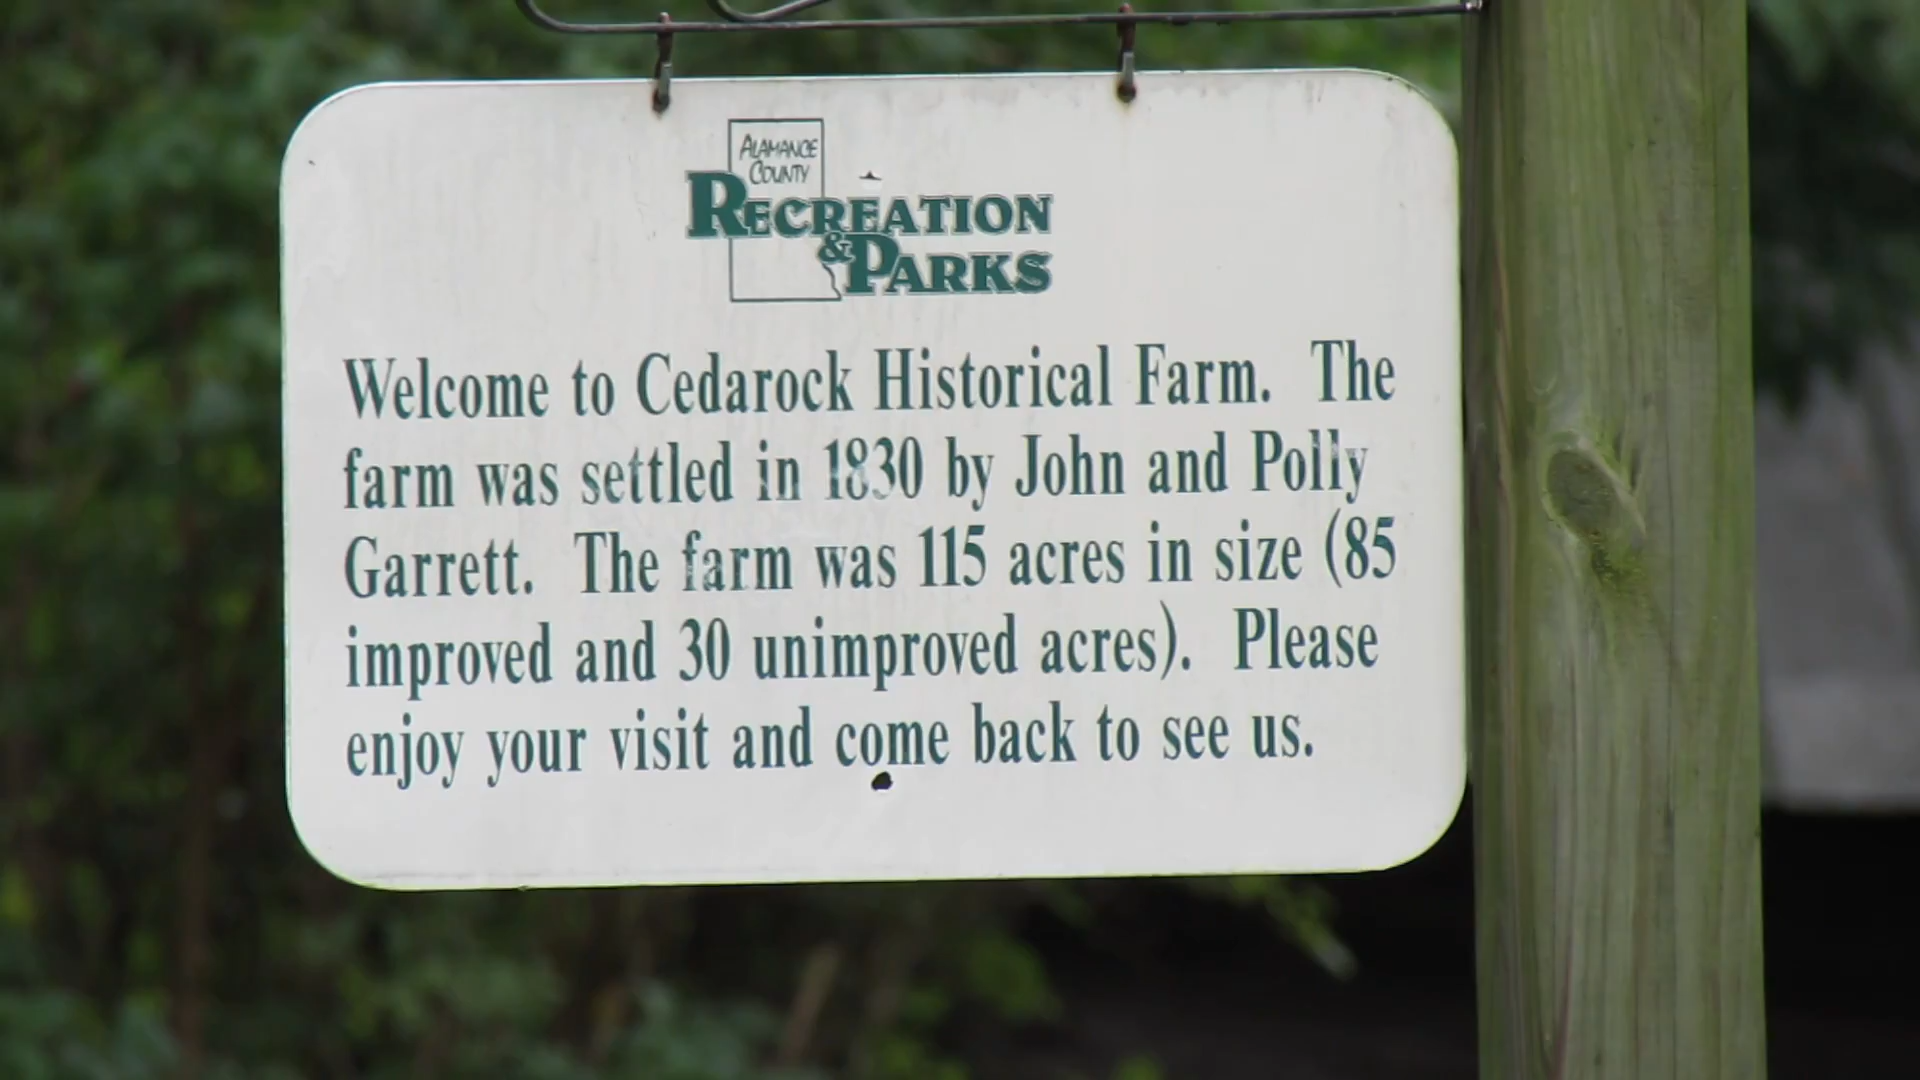 ALAMANCE
COUNTY
RECREATION
& PARKS
Welcome to Cedarock Historical Farm. The
farm was settled in 1830 by John and Polly
Garrett. The farm was 115 acres in size (85
improved and 30 unimproved acres). Please
enjoy your visit and come back to see us.